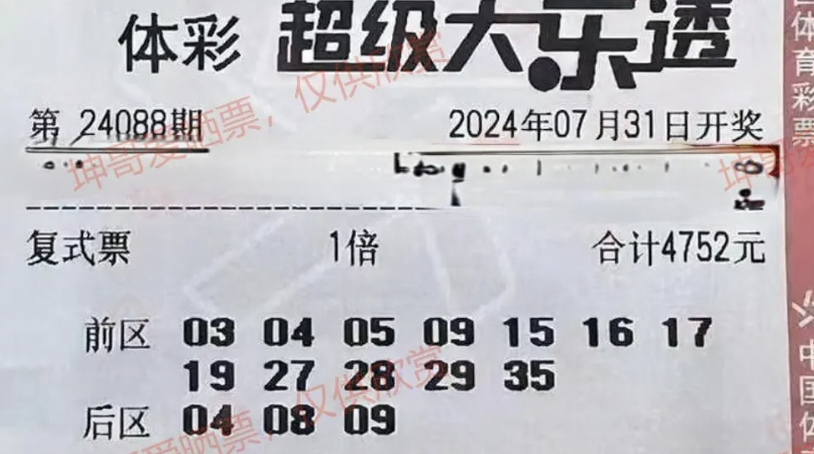 体彩 超级大乐透
第 24088期 2024年07月31日开奖
复式票 1倍 合计4752元
前区 03 04 05 09 15 16 17
19 27 28 29 35
后区 04 08 09
坤哥爱晒票，仅供欣赏
体育彩票
中国体